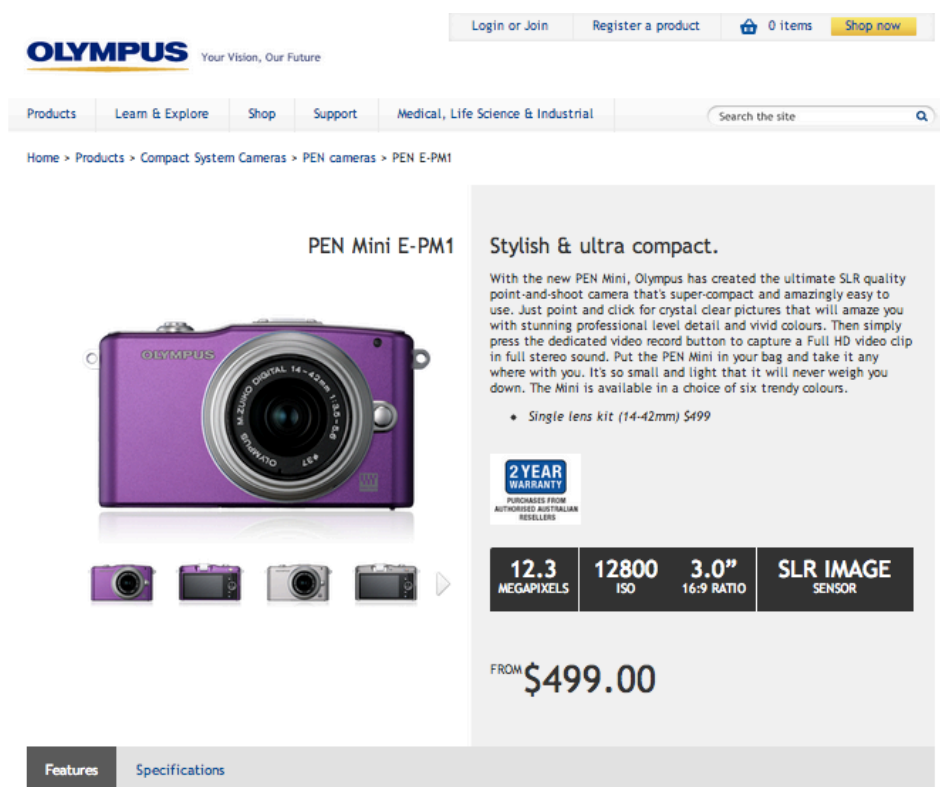 Login or Join
Register a product
0 items
Shop now
OLYMPUS
Your Vision, Our Future
Products
Learn & Explore
Shop
Support
Medical, Life Science & Industrial
Search the site
Home > Products > Compact System Cameras > PEN cameras > PEN E-PM1
PEN Mini E-PM1
OLYMPUS
M.ZUIKO DIGITAL 14-42mm 1:3.5-5.6
OLYMPUS
ø37
Stylish & ultra compact.
With the new PEN Mini, Olympus has created the ultimate SLR quality
point-and-shoot camera that's super-compact and amazingly easy to
use. Just point and click for crystal clear pictures that will amaze you
with stunning professional level detail and vivid colours. Then simply
press the dedicated video record button to capture a Full HD video clip
in full stereo sound. Put the PEN Mini in your bag and take it any
where with you. It's so small and light that it will never weigh you
down. The Mini is available in a choice of six trendy colours.
• Single lens kit (14-42mm) $499
2 YEAR
WARRANTY
PURCHASES FROM
AUTHORISED AUSTRALIAN
RESELLERS
12.3
MEGAPIXELS
12800
ISO
3.0”
16:9 RATIO
SLR IMAGE
SENSOR
FROM $499.00
Features
Specifications